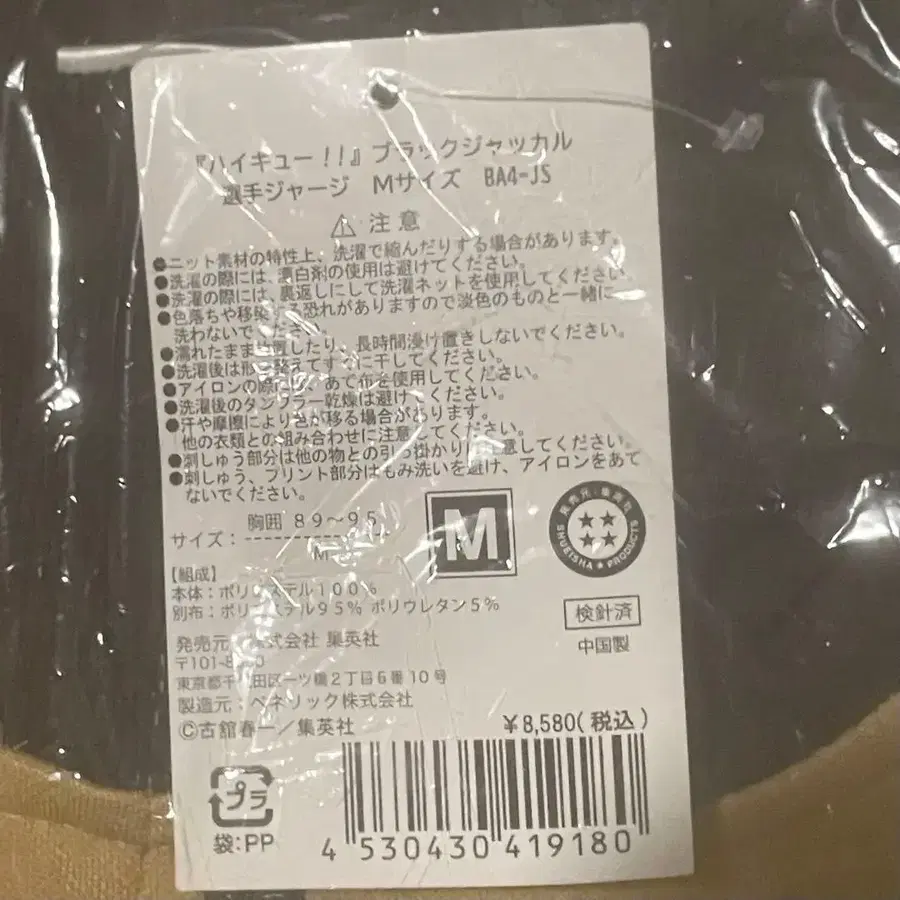 『ハイキュー!!』ブラックジャッカル
選手ジャージ Mサイズ BA4-JS
注意
●ニット素材の特性上、洗濯で縮んだりする場合があります。
●洗濯の際には、漂白剤の使用は避けてください。
●洗濯の際には、裏返しにして洗濯ネットを使用してください。
●色落ちや移染する恐れがありますので淡色のものと一緒に
洗わないでください。
●濡れたまま放置したり、長時間浸け置きしないでください。
●洗濯後は形を整えてすぐに干してください。
●アイロンの際には、あて布を使用してください。
●洗濯後のタンブラー乾燥は避けてください。
●汗や摩擦により色が移る場合があります。
他の衣類との組み合わせに注意してください。
●刺しゅう部分は他の物との引っ掛かりに注意してください。
●刺しゅう、プリント部分はもみ洗いを避け、アイロンをあて
ないでください。
サイズ: 胸囲 89〜95
M
M
発売元・集英社
SHUEISHA PRODUCTS
【組成】
本体:ポリエステル100%
別布:ポリエステル95% ポリウレタン5%
検針済
中国製
発売元:株式会社 集英社
〒101-8
東京都千代田区一ツ橋2丁目5番10号
製造元:ベネリック株式会社
©古舘春一/集英社
¥8,580(税込)
プラ
袋:PP
4 530430 419180